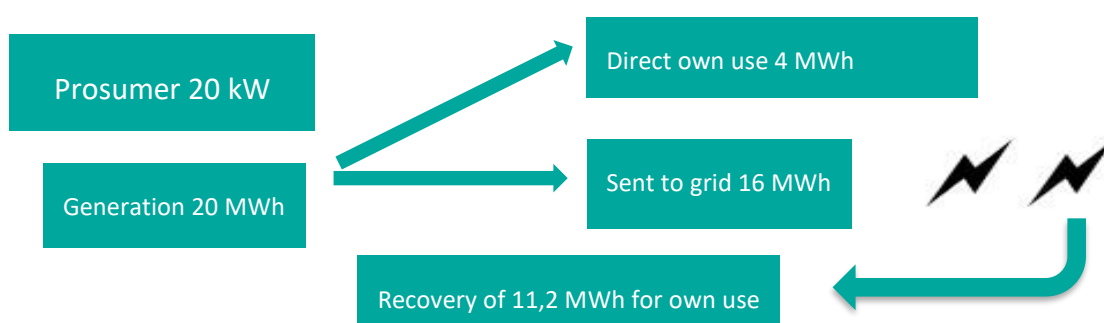 Prosumer 20 kW
Generation 20 MWh
Direct own use 4 MWh
Sent to grid 16 MWh
Recovery of 11,2 MWh for own use